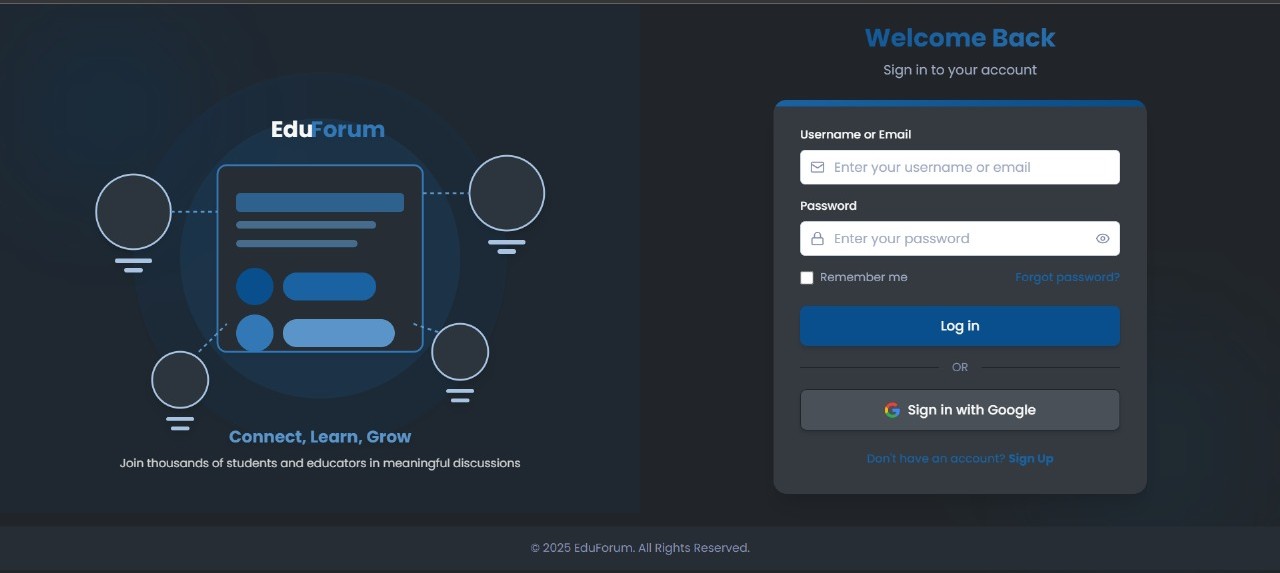 EduForum
Connect, Learn, Grow
Join thousands of students and educators in meaningful discussions
Welcome Back
Sign in to your account
Username or Email
Enter your username or email
Password
Enter your password
Remember me
Forgot password?
Log in
OR
Sign in with Google
Don't have an account? Sign Up
© 2025 EduForum. All Rights Reserved.